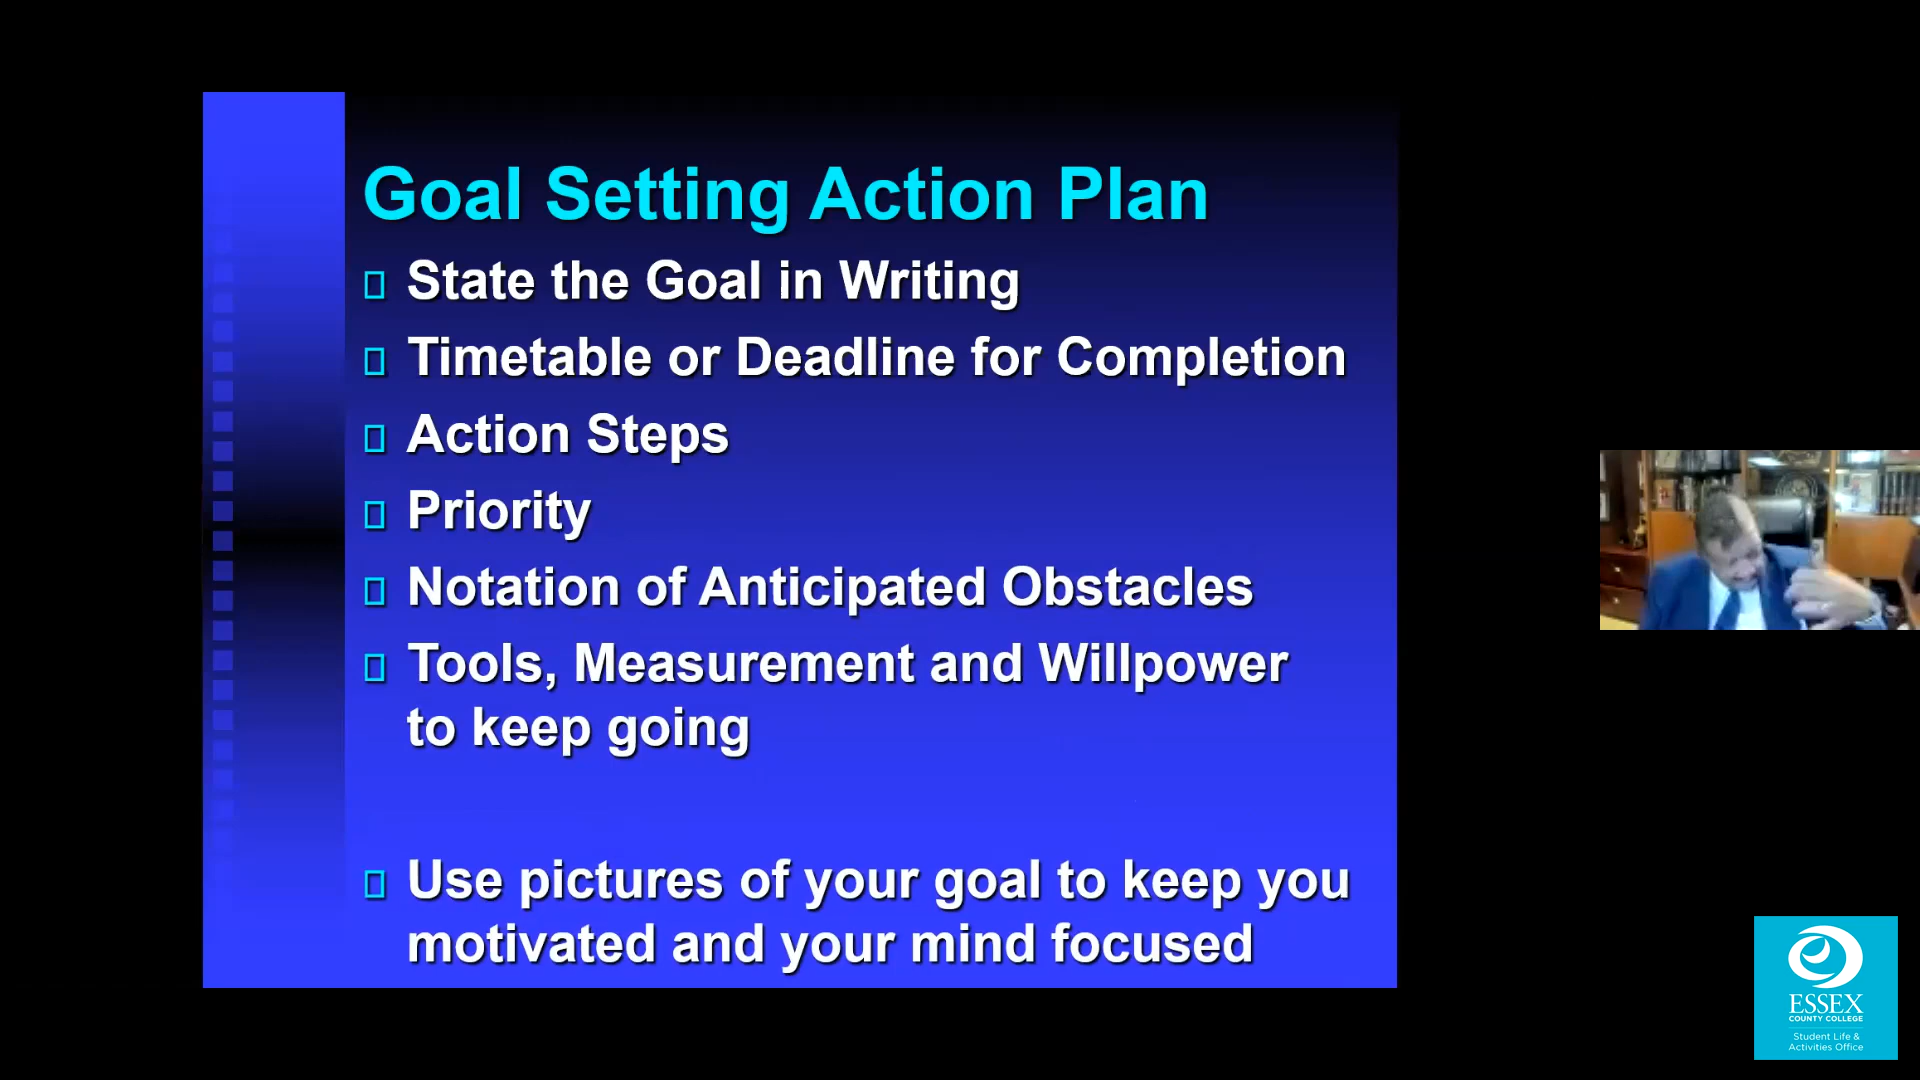 Goal Setting Action Plan
State the Goal in Writing
Timetable or Deadline for Completion
Action Steps
Priority
Notation of Anticipated Obstacles
Tools, Measurement and Willpower
to keep going
Use pictures of your goal to keep you
motivated and your mind focused
ESSEX
COUNTY COLLEGE
Student Life &
Activities Office